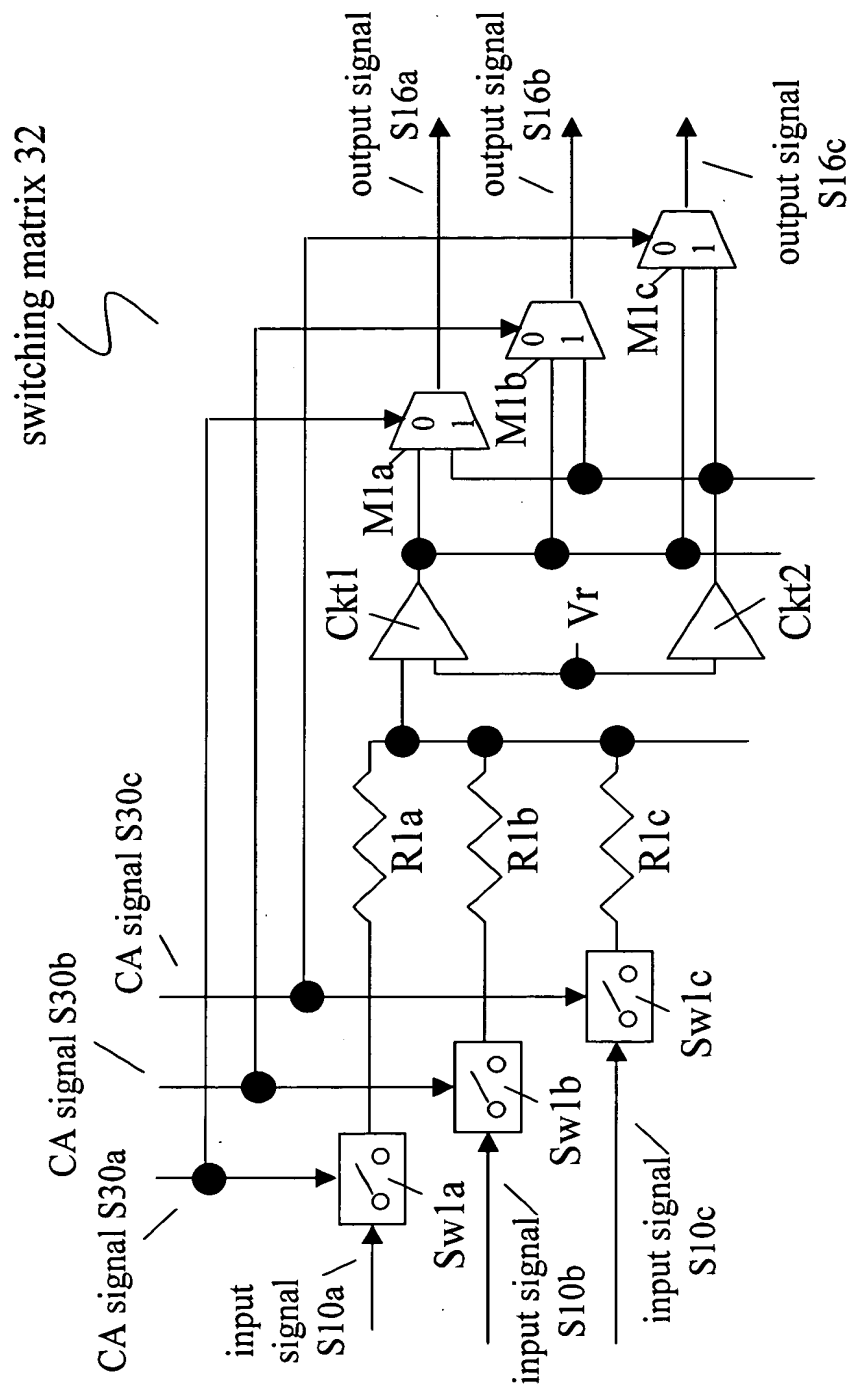 switching matrix 32
CA signal S30a
CA signal S30b
CA signal S30c
input
signal
S10a
input signal
S10b
input signal
S10c
Sw1a
Sw1b
Sw1c
R1a
R1b
R1c
Ckt1
Vr
Ckt2
M1a
0
1
M1b
0
1
M1c
0
1
output signal
S16a
output signal
S16b
output signal
S16c